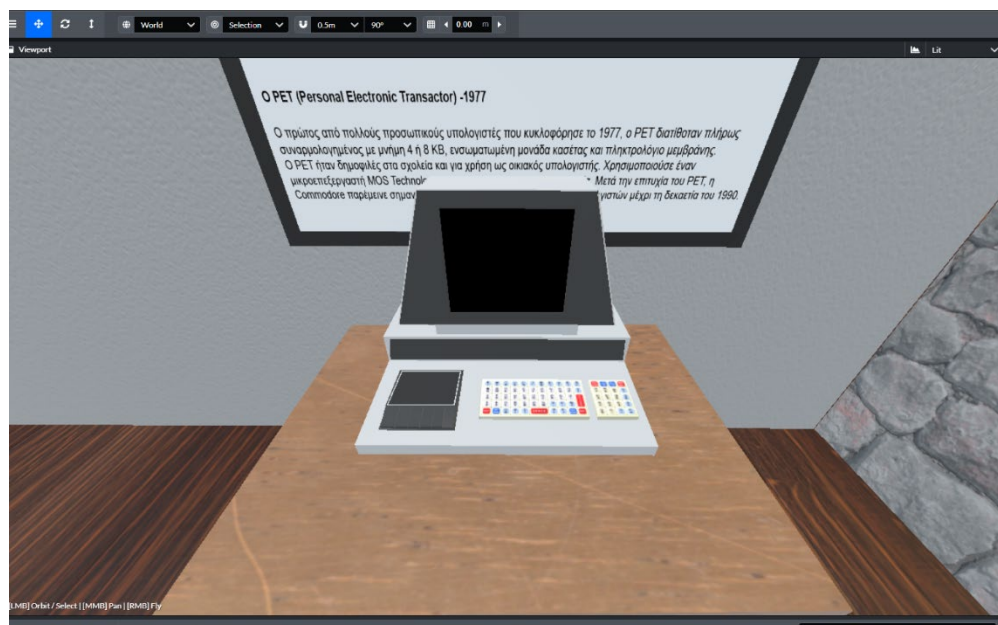 World
Selection
0.5m
90°
0.00 m
Viewport
Lit
Ο PET (Personal Electronic Transactor) -1977
Ο πρώτος από πολλούς προσωπικούς υπολογιστές που κυκλοφόρησε το 1977, ο PET διατίθοταν πλήρως
συναρμολογημένος με μνήμη 4 ή 8 KB, ενσωματωμένη μονάδα κασέτας και πληκτρολόγιο μεμβράνης.
Ο PET ήταν δημοφιλές στα σχολεία και για χρήση ως οικιακός υπολογιστής. Χρησιμοποιούσε έναν
μικροεπεξεργαστή MOS Technolo Μετά την επιτυχία του PET, η
Commodore παρέμεινε σημαν γιστών μέχρι τη δεκαετία του 1990.
[LMB] Orbit / Select | [MMB] Pan | [RMB] Fly